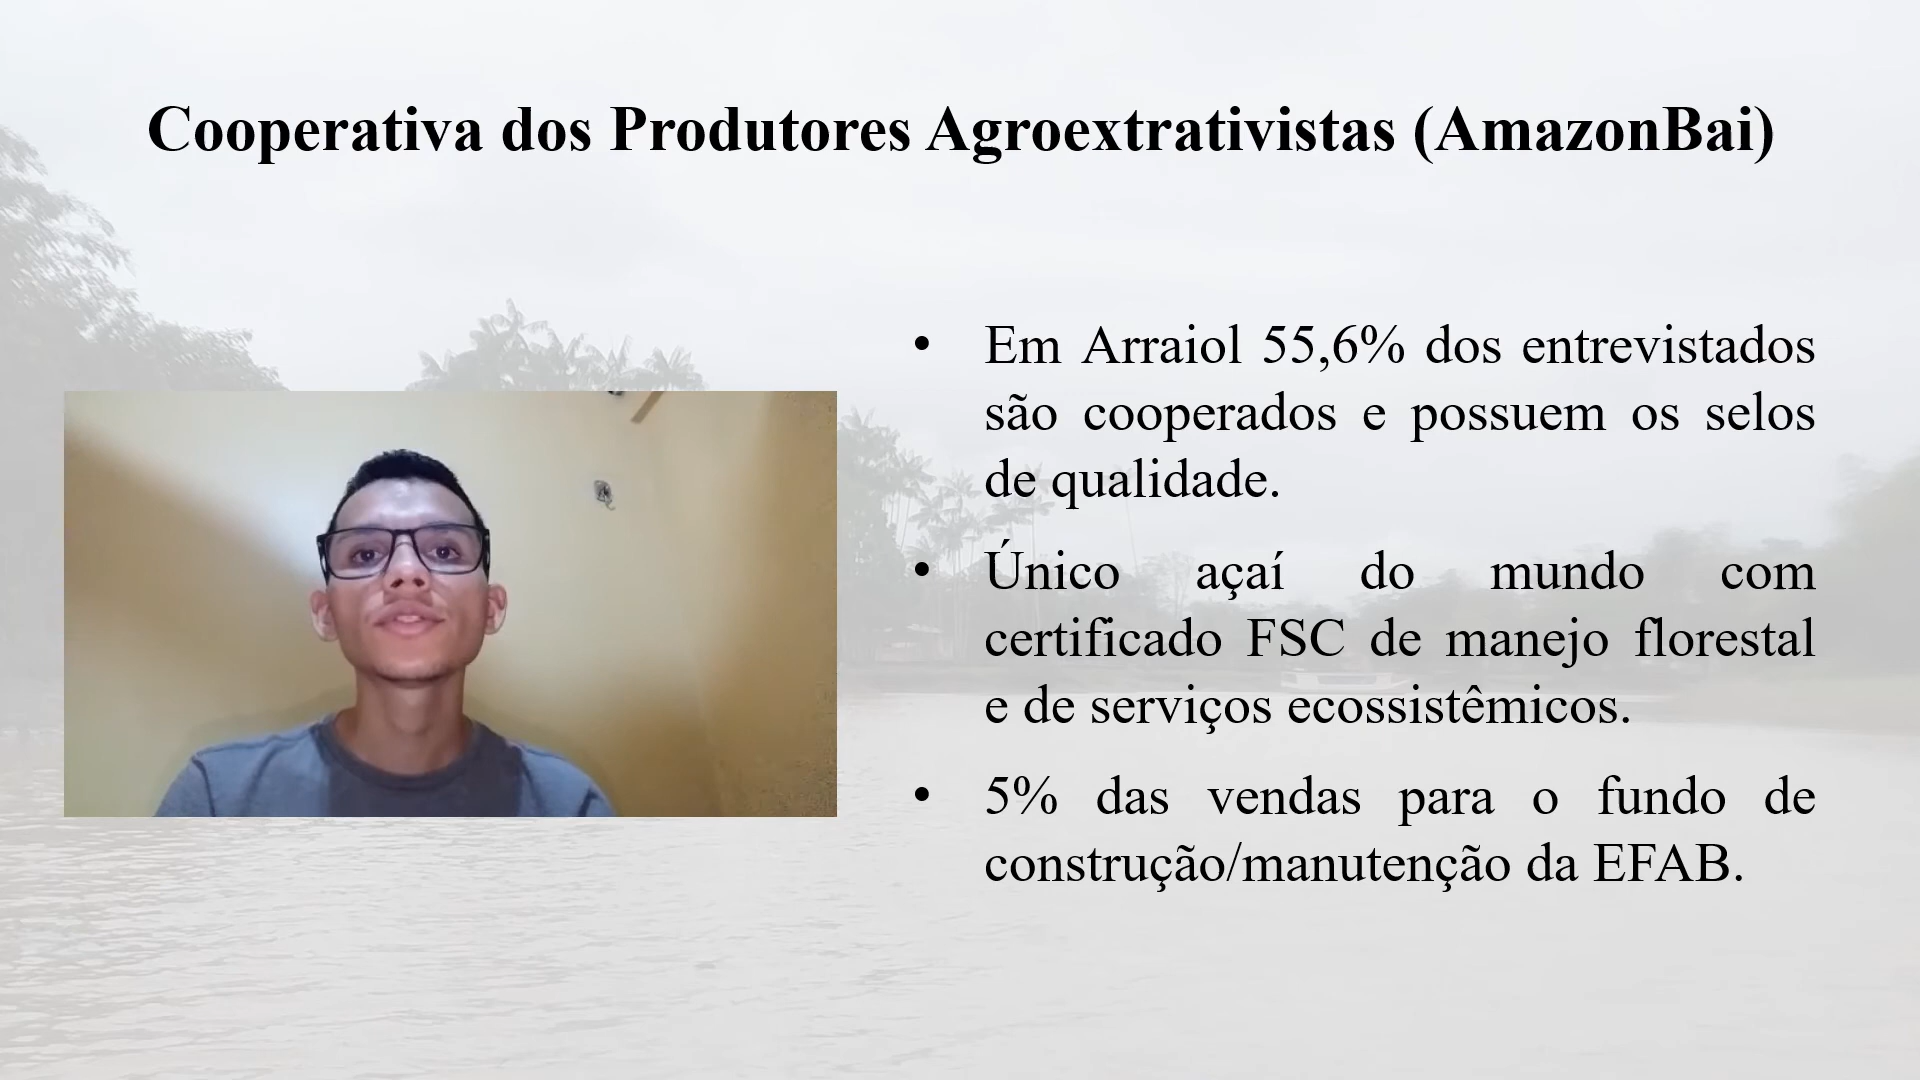 Cooperativa dos Produtores Agroextrativistas (AmazonBai)
• Em Arraiol 55,6% dos entrevistados
são cooperados e possuem os selos
de qualidade.
• Único açaí do mundo com
certificado FSC de manejo florestal
e de serviços ecossistêmicos.
• 5% das vendas para o fundo de
construção/manutenção da EFAB.